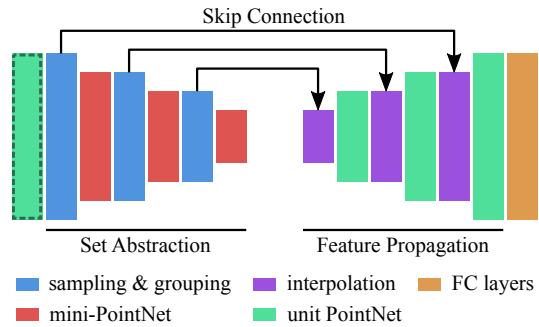 Skip Connection
Set Abstraction
Feature Propagation
sampling & grouping
interpolation
FC layers
mini-PointNet
unit PointNet